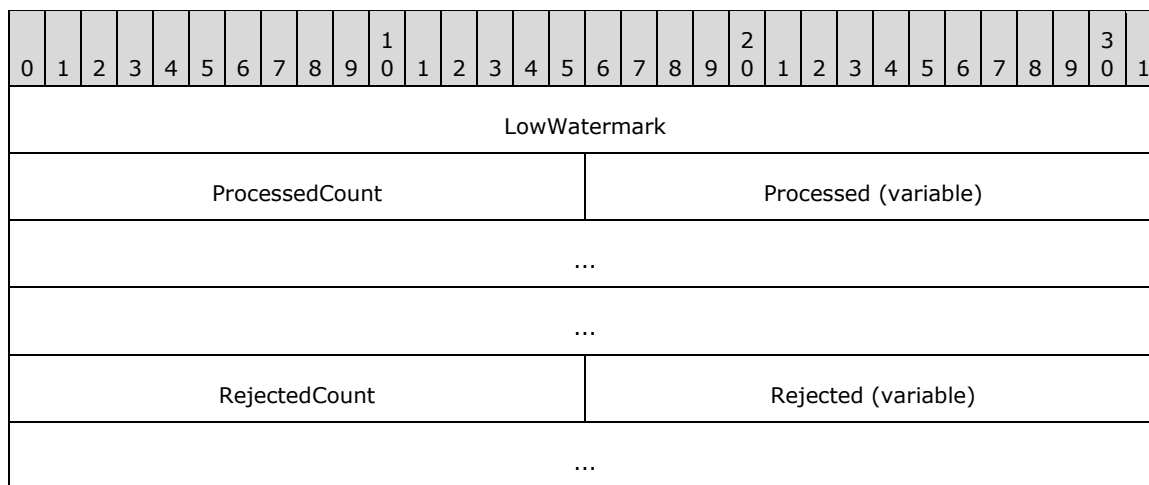 1 2 3
0 1 2 3 4 5 6 7 8 9 0 1 2 3 4 5 6 7 8 9 0 1 2 3 4 5 6 7 8 9 0 1
LowWatermark
ProcessedCount Processed (variable)
...
...
RejectedCount Rejected (variable)
...